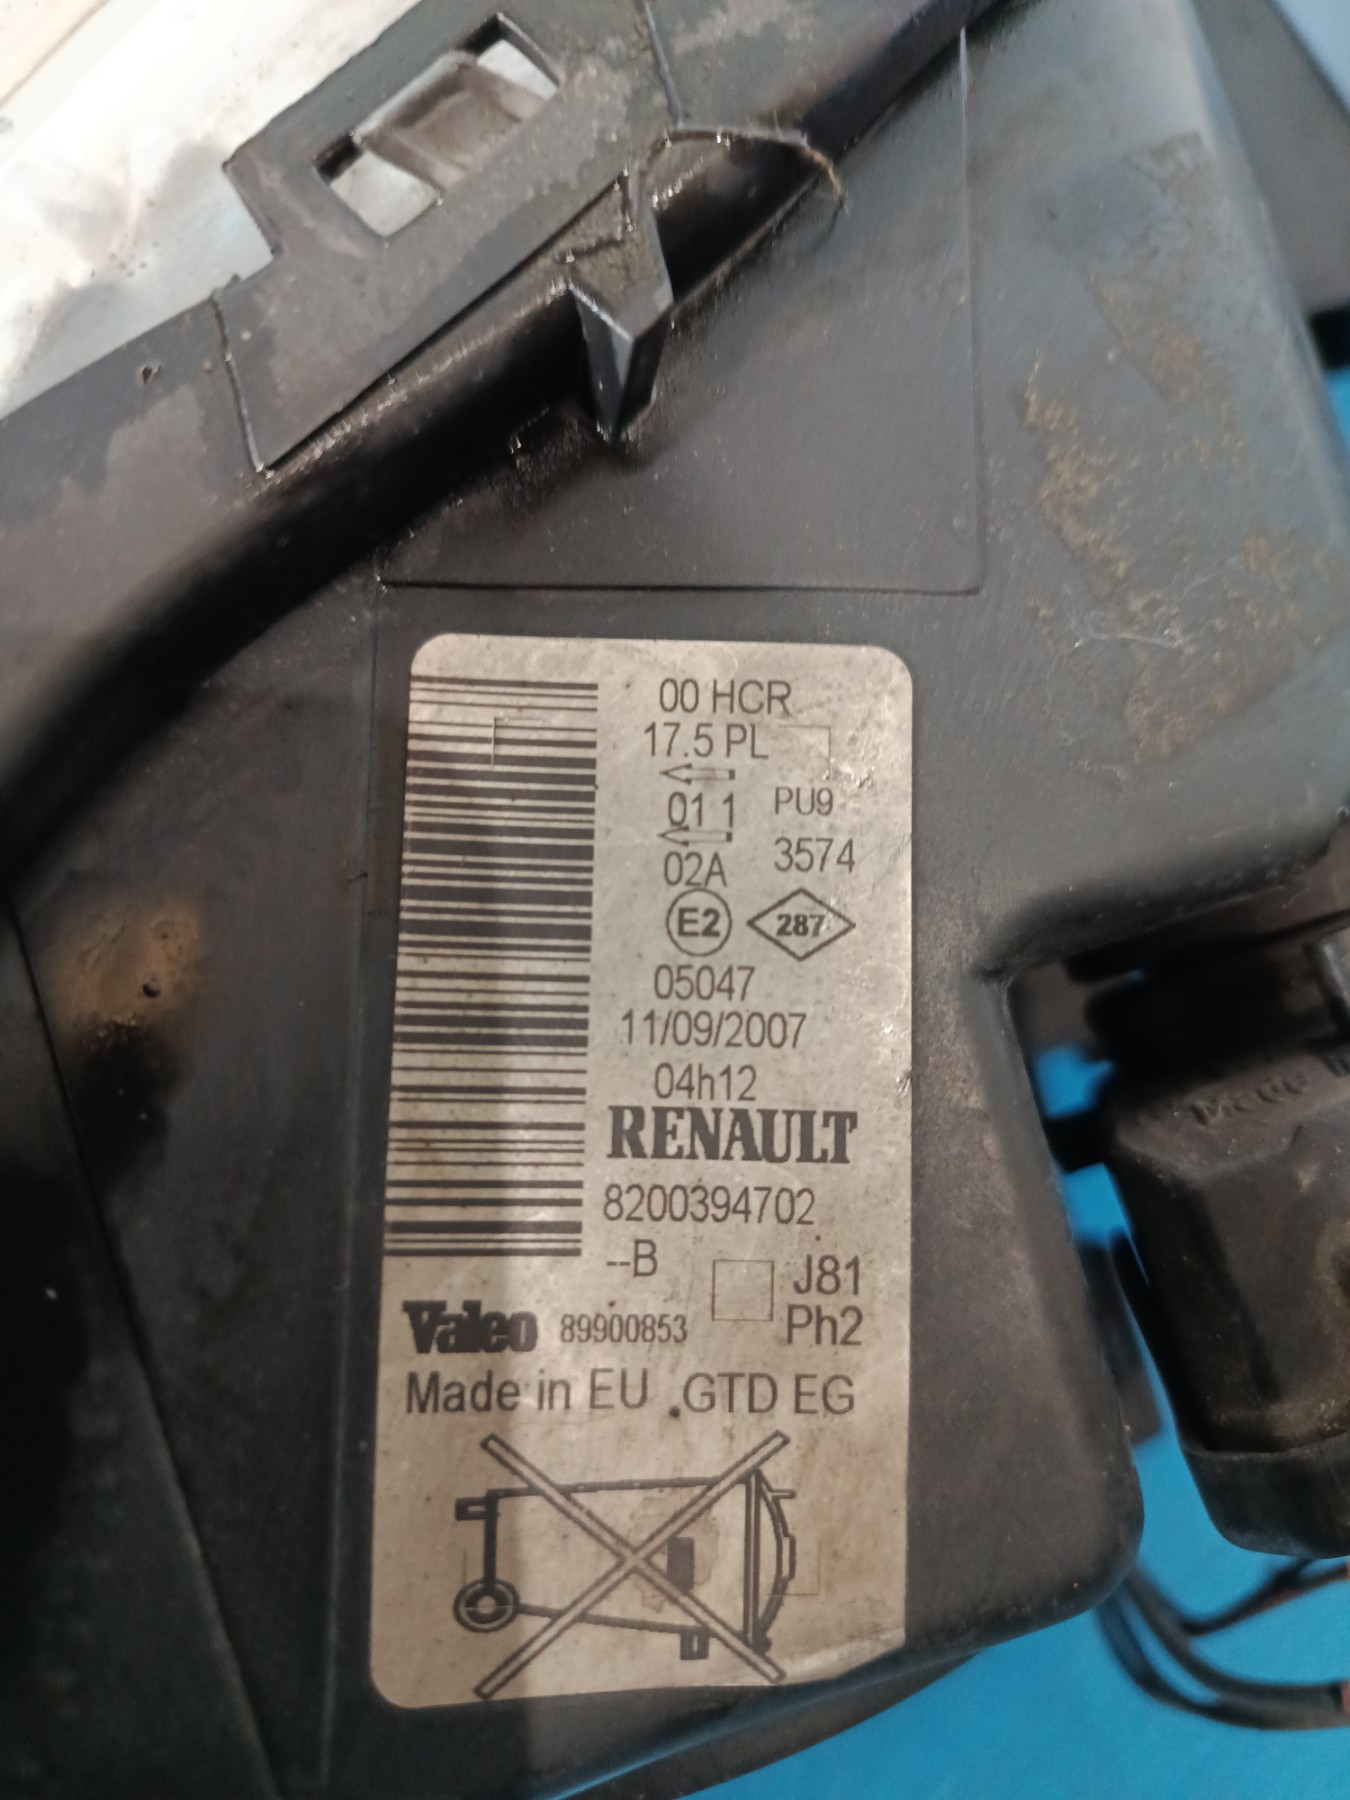 00 HCR
17.5 PL
01 1
PU9
02A
3574
E2
287
05047
11/09/2007
04h12
RENAULT
8200394702
--B
J81
Ph2
Valeo 89900853
Made in EU .GTD EG
Made